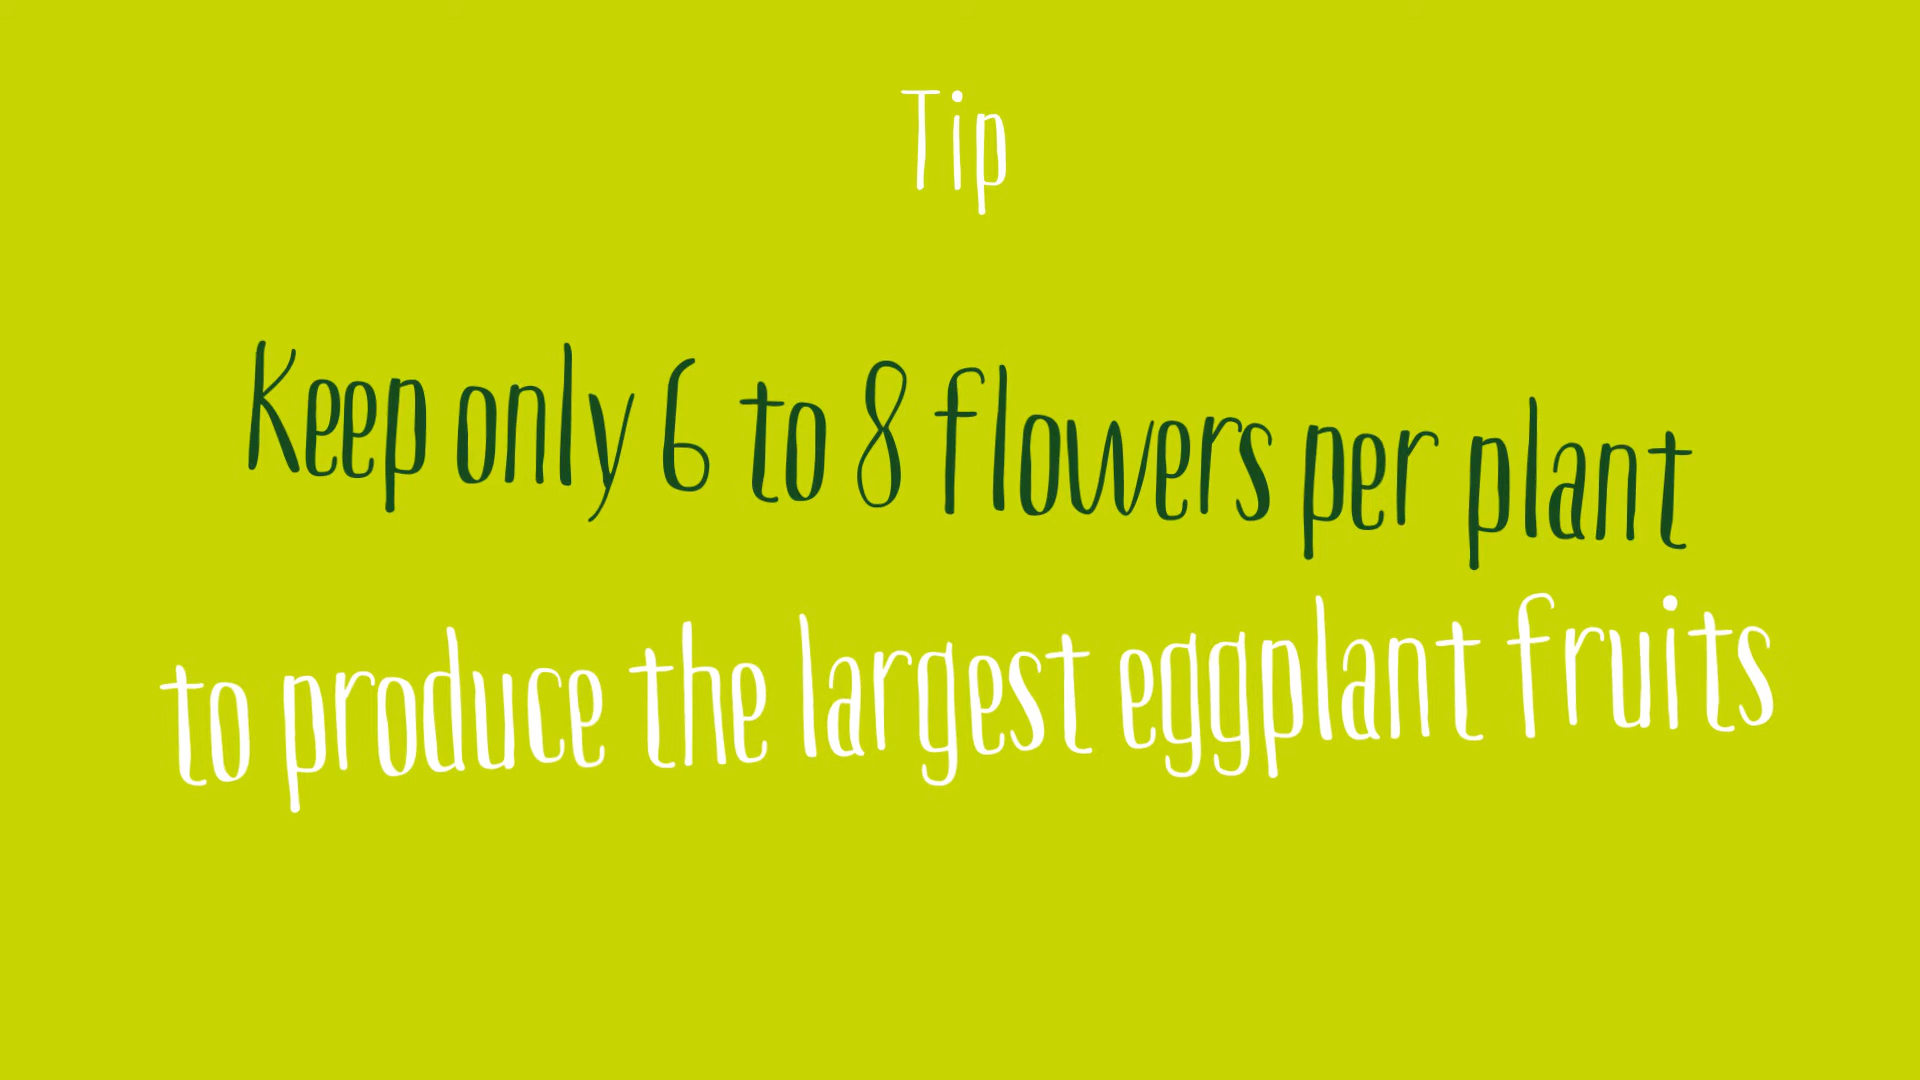 Tip
Keep only 6 to 8 flowers per plant
to produce the largest eggplant fruits